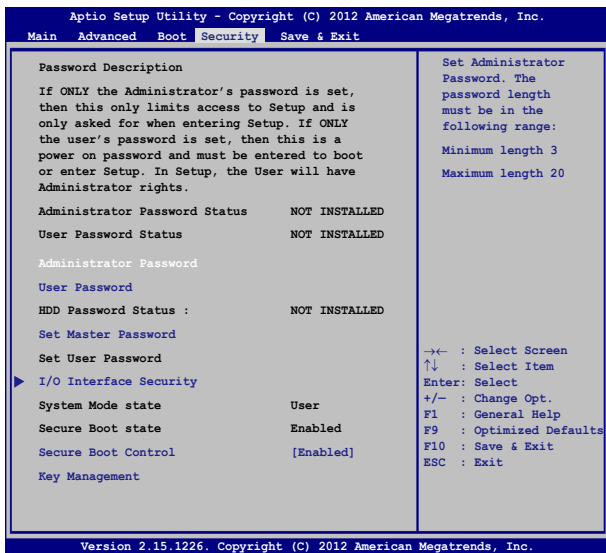 Aptio Setup Utility - Copyright (C) 2012 American Megatrends, Inc.
Main Advanced Boot Security Save & Exit
Password Description
If ONLY the Administrator's password is set,
then this only limits access to Setup and is
only asked for when entering Setup. If ONLY
the user's password is set, then this is a
power on password and must be entered to boot
or enter Setup. In Setup, the User will have
Administrator rights.
Administrator Password Status NOT INSTALLED
User Password Status NOT INSTALLED
Administrator Password
User Password
HDD Password Status : NOT INSTALLED
Set Master Password
Set User Password
I/O Interface Security
System Mode state User
Secure Boot state Enabled
Secure Boot Control [Enabled]
Key Management
Set Administrator
Password. The
password length
must be in the
following range:
Minimum length 3
Maximum length 20
→← : Select Screen
↑↓ : Select Item
Enter: Select
+/— : Change Opt.
F1 : General Help
F9 : Optimized Defaults
F10 : Save & Exit
ESC : Exit
Version 2.15.1226. Copyright (C) 2012 American Megatrends, Inc.